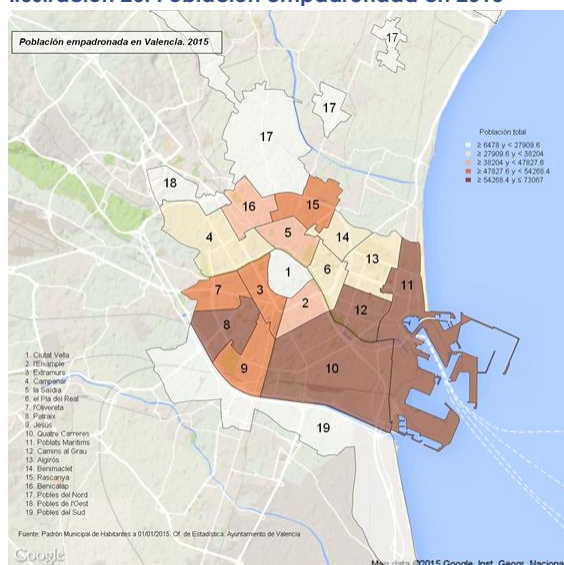 Ilustración Población empadronada en 2015
Población empadronada en Valencia. 2015
17
17
17
18
16
15
4
5
14
13
6
1
11
3
2
7
12
8
10
9
19
Población total
≥ 6478 y < 27909.6
≥ 27909.6 y < 38204
≥ 38204 y < 47827.6
≥ 47827.6 y < 54268.4
≥ 54268.4 y ≤ 73067
1. Ciutat Vella
2. l'Eixample
3. Extramurs
4. Campanar
5. la Saïdia
6. el Pla del Real
7. l'Olivereta
8. Patraix
9. Jesús
10. Quatre Carreres
11. Poblats Marítims
12. Camins al Grau
13. Algirós
14. Benimaclet
15. Rascanya
16. Benicalap
17. Pobles del Nord
18. Pobles de l'Oest
19. Pobles del Sud
Fuente: Padrón Municipal de Habitantes a 01/01/2015. Of. de Estadística. Ayuntamiento de Valencia
Google
Map data ©2015 Google, Inst. Geogr. Naciona